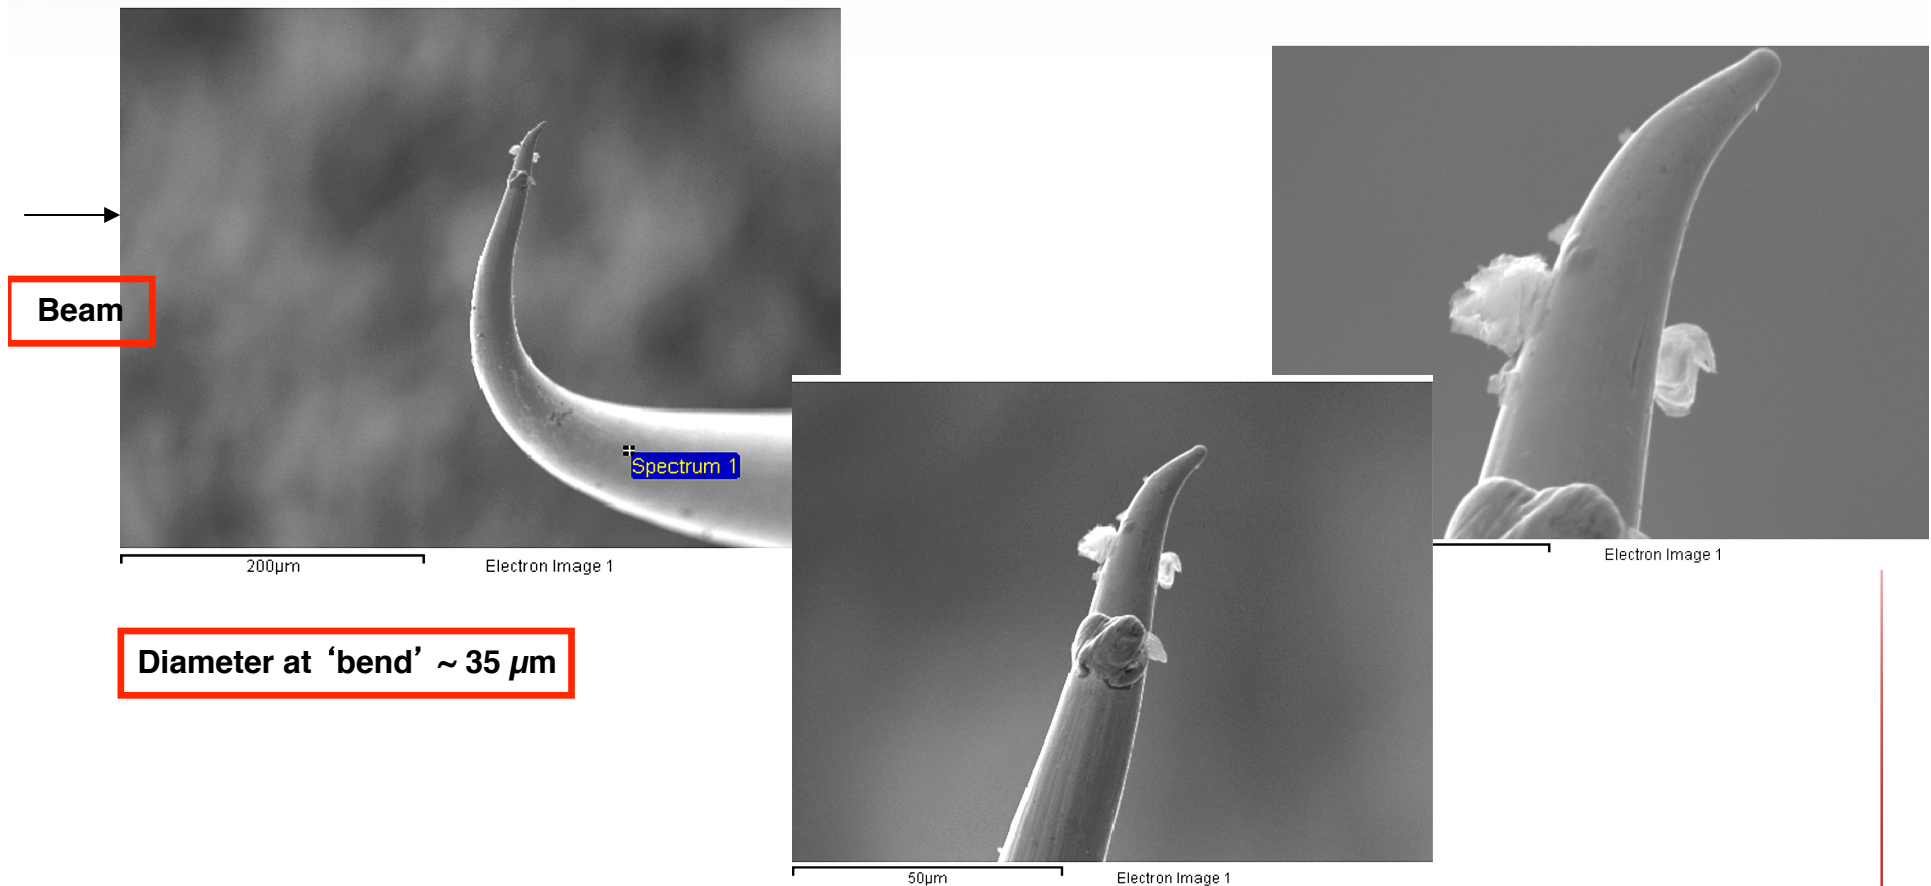 Beam
Spectrum 1
200µm
Electron Image 1
Electron Image 1
Diameter at ‘bend’ ~ 35 µm
50µm
Electron Image 1